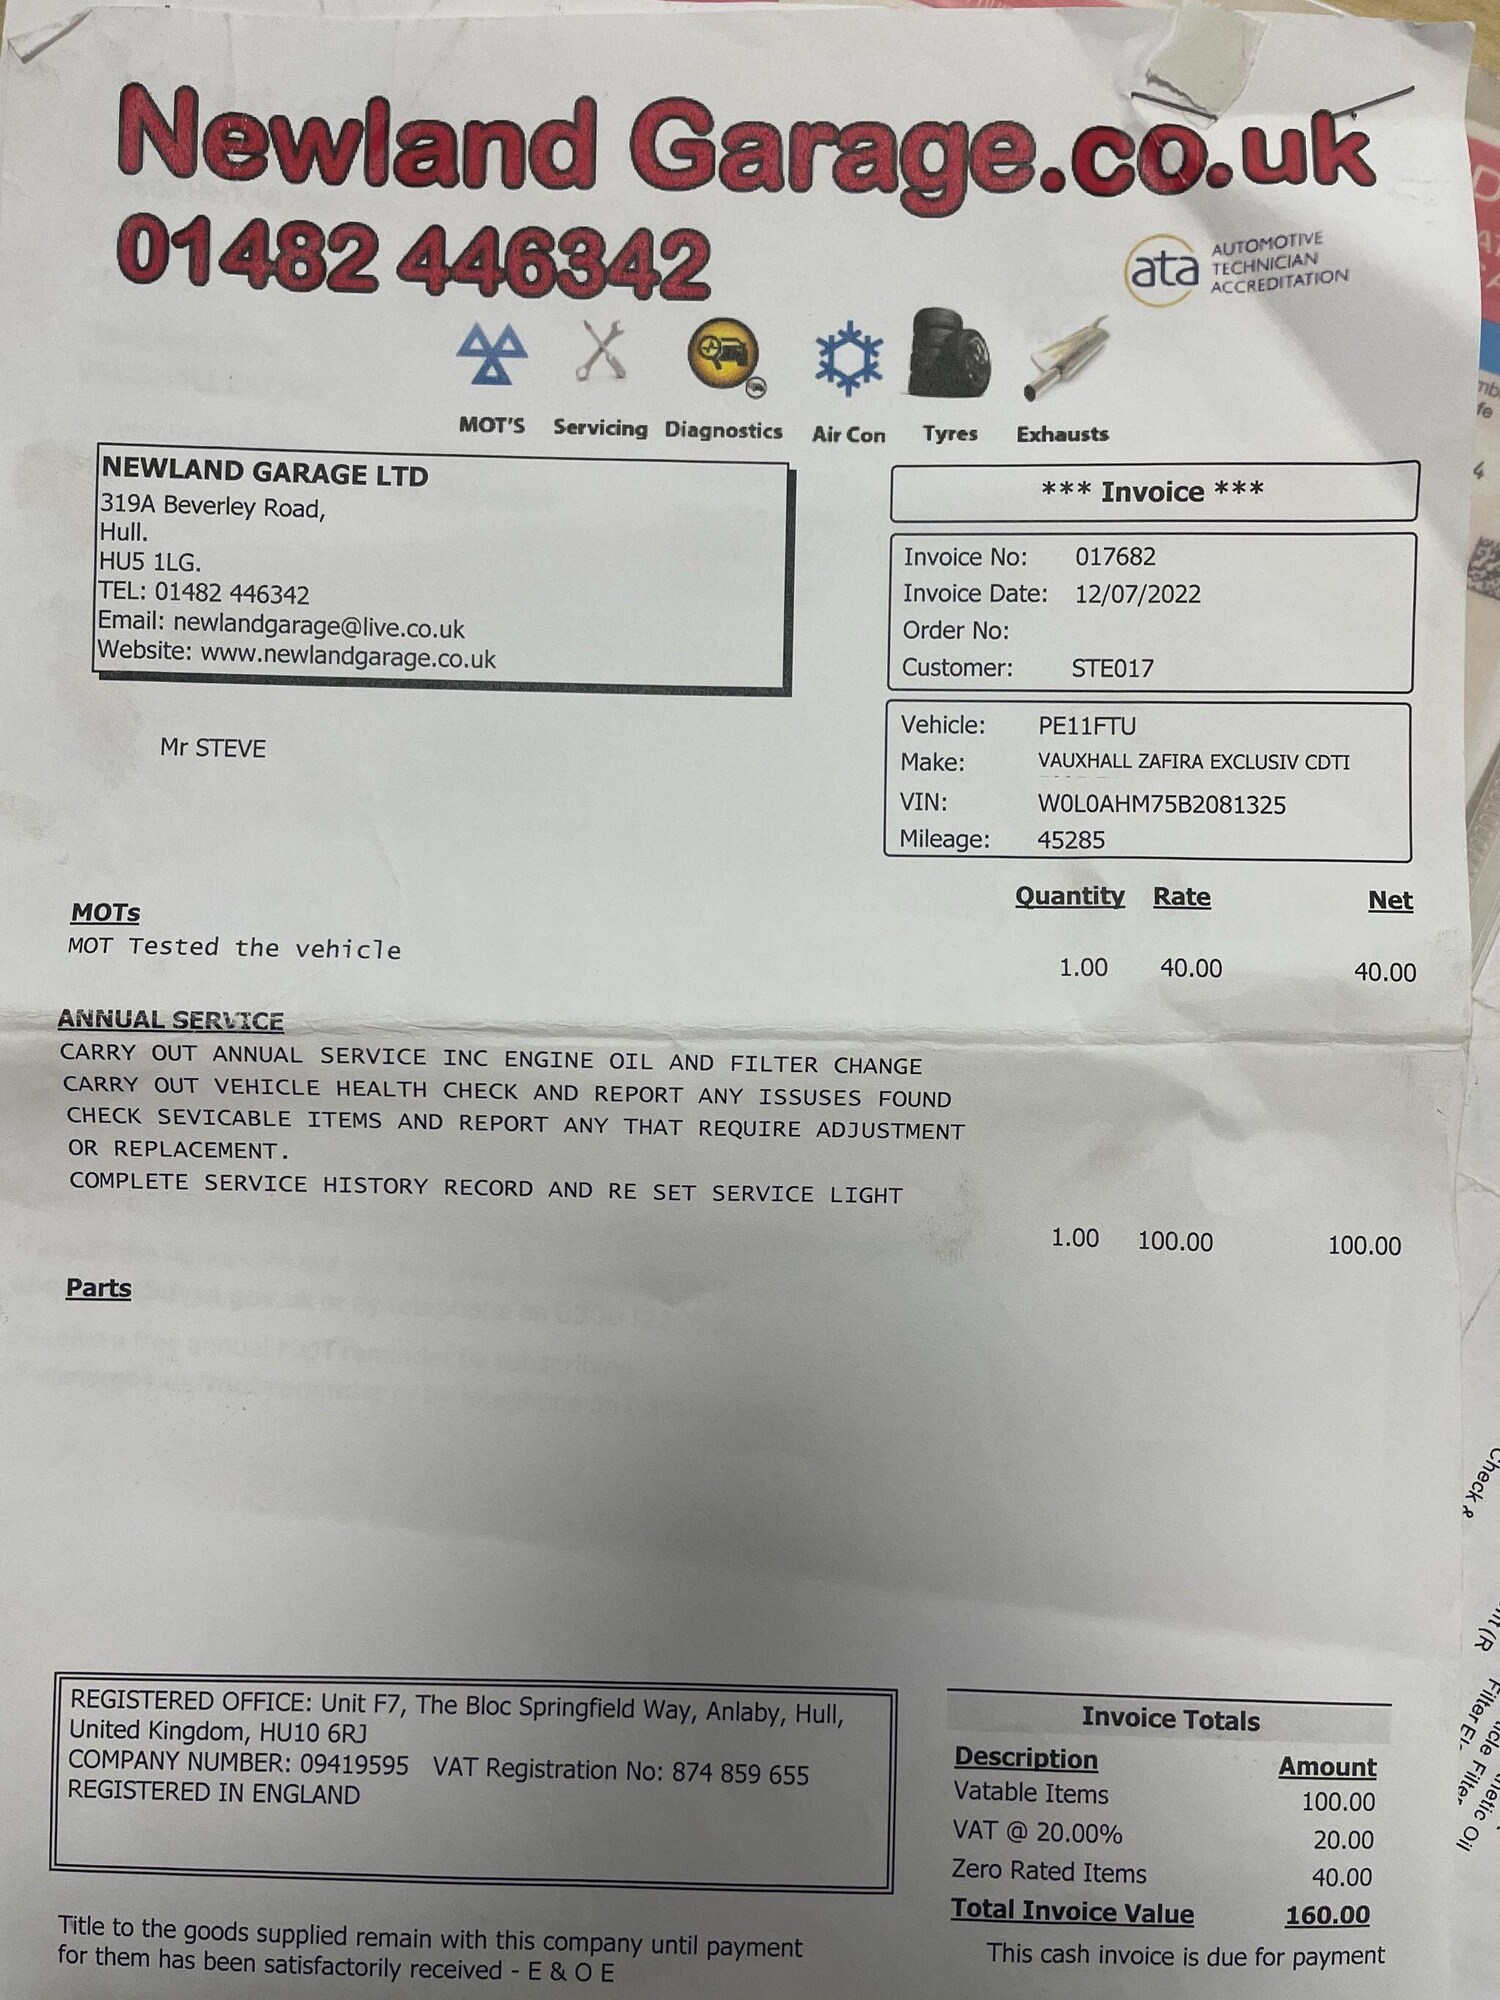 Newland Garage.co.uk
01482 446342
ata AUTOMOTIVE
TECHNICIAN
ACCREDITATION
MOT'S Servicing Diagnostics Air Con Tyres Exhausts
NEWLAND GARAGE LTD
319A Beverley Road,
Hull.
HU5 1LG.
TEL: 01482 446342
Email: newlandgarage@live.co.uk
Website: www.newlandgarage.co.uk
*** Invoice ***
Invoice No: 017682
Invoice Date: 12/07/2022
Order No:
Customer: STE017
Mr STEVE
Vehicle: PE11FTU
Make: VAUXHALL ZAFIRA EXCLUSIV CDTI
VIN: W0L0AHM75B2081325
Mileage: 45285
Quantity Rate Net
MOTs
MOT Tested the vehicle
1.00 40.00 40.00
ANNUAL SERVICE
CARRY OUT ANNUAL SERVICE INC ENGINE OIL AND FILTER CHANGE
CARRY OUT VEHICLE HEALTH CHECK AND REPORT ANY ISSUSES FOUND
CHECK SEVICABLE ITEMS AND REPORT ANY THAT REQUIRE ADJUSTMENT
OR REPLACEMENT.
COMPLETE SERVICE HISTORY RECORD AND RE SET SERVICE LIGHT
1.00 100.00 100.00
Parts
REGISTERED OFFICE: Unit F7, The Bloc Springfield Way, Anlaby, Hull,
United Kingdom, HU10 6RJ
COMPANY NUMBER: 09419595 VAT Registration No: 874 859 655
REGISTERED IN ENGLAND
Invoice Totals
Description Amount
Vatable Items 100.00
VAT @ 20.00% 20.00
Zero Rated Items 40.00
Total Invoice Value 160.00
Title to the goods supplied remain with this company until payment
for them has been satisfactorily received - E & O E
This cash invoice is due for payment
Check &
Filter
Oil